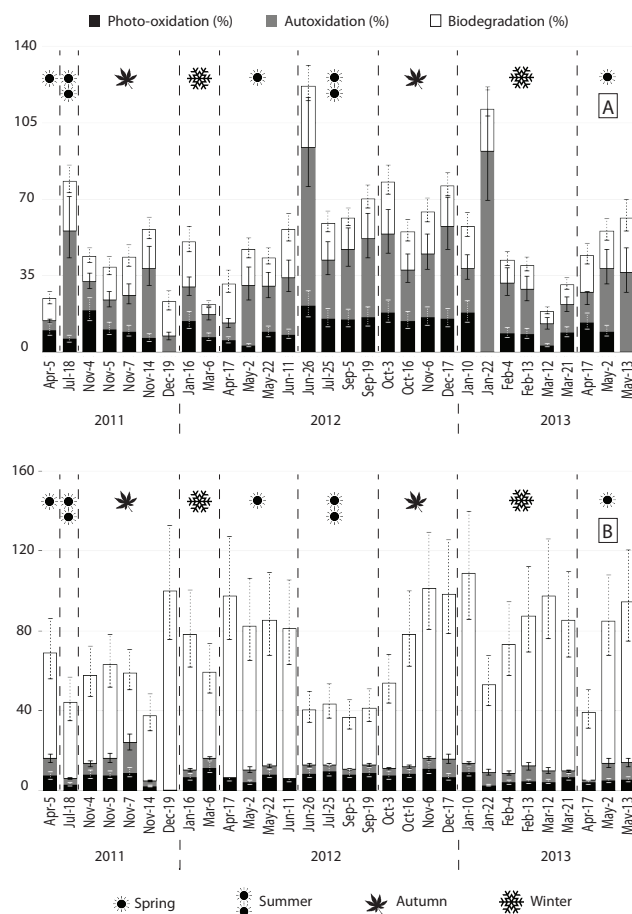 Photo-oxidation (%) Autoxidation (%) Biodegradation (%)
140
105
70
35
0
A
Apr-5 Jul-18 Nov-4 Nov-5 Nov-7 Nov-14 Dec-19 Jan-16 Mar-6 Apr-17 May-2 May-22 Jun-11 Jun-26 Jul-25 Sep-5 Sep-19 Oct-3 Oct-16 Nov-6 Dec-17 Jan-10 Jan-22 Feb-4 Feb-13 Mar-12 Mar-21 Apr-17 May-2 May-13
2011 2012 2013
160
120
80
40
0
B
Apr-5 Jul-18 Nov-4 Nov-5 Nov-7 Nov-14 Dec-19 Jan-16 Mar-6 Apr-17 May-2 May-22 Jun-11 Jun-26 Jul-25 Sep-5 Sep-19 Oct-3 Oct-16 Nov-6 Dec-17 Jan-10 Jan-22 Feb-4 Feb-13 Mar-12 Mar-21 Apr-17 May-2 May-13
2011 2012 2013
Spring Summer Autumn Winter